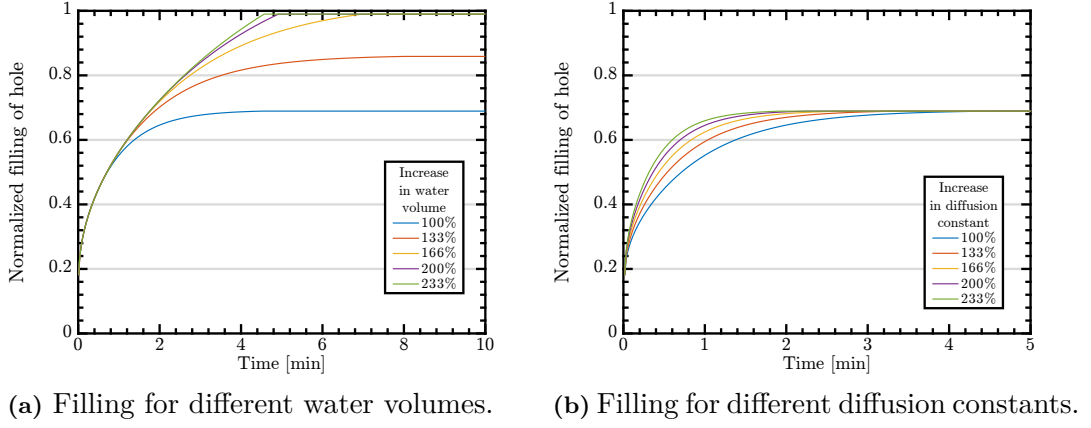 Normalized filling of hole
1
0.8
0.6
0.4
0.2
0
0 2 4 6 8 10
Time [min]
Increase
in water
volume
100%
133%
166%
200%
233%
(a) Filling for different water volumes.
Normalized filling of hole
1
0.8
0.6
0.4
0.2
0
0 1 2 3 4 5
Time [min]
Increase
in diffusion
constant
100%
133%
166%
200%
233%
(b) Filling for different diffusion constants.